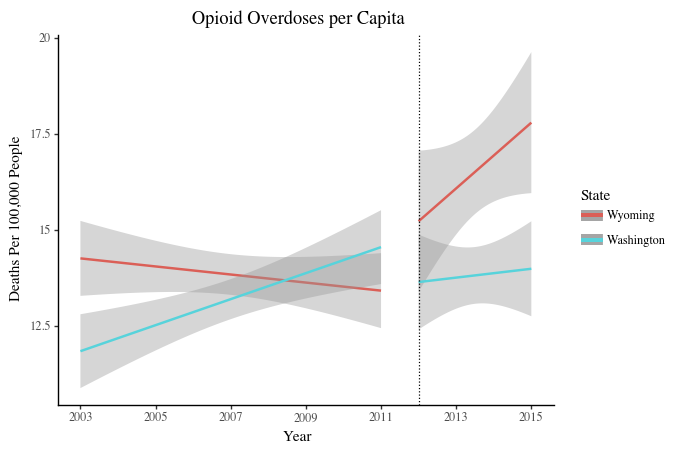 Opioid Overdoses per Capita
20
17.5
15
12.5
Deaths Per 100,000 People
2003 2005 2007 2009 2011 2013 2015
Year
State
Wyoming
Washington